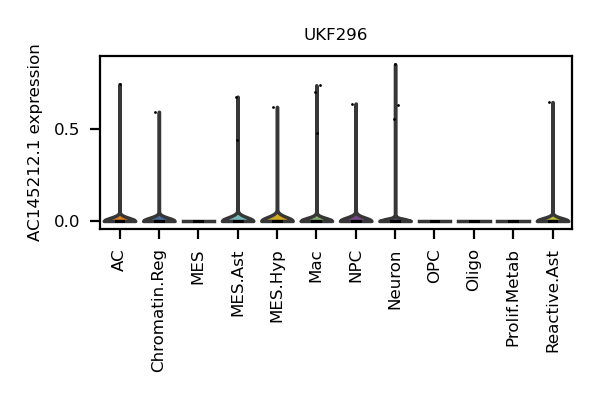 UKF296
AC145212.1 expression
0.5
0.0
AC
Chromatin.Reg
MES
MES.Ast
MES.Hyp
Mac
NPC
Neuron
OPC
Oligo
Prolif.Metab
Reactive.Ast